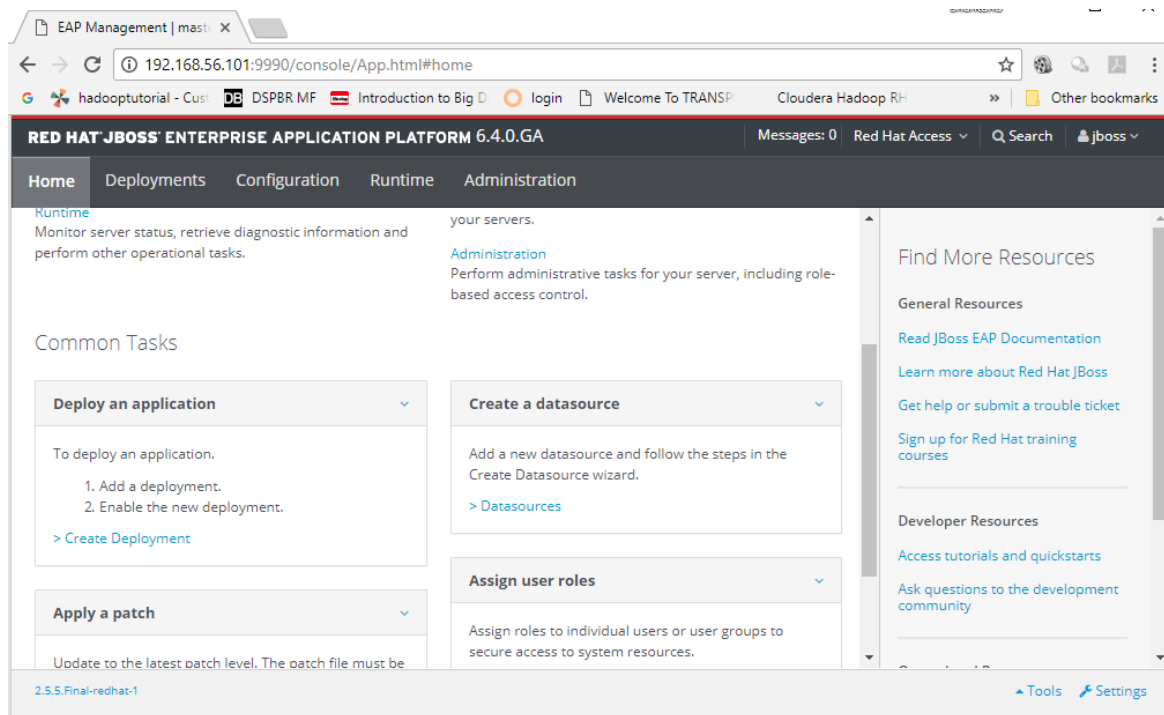 EAP Management | maste
192.168.56.101:9990/console/App.html#home
hadooptutorial - Cust
DB DSPBR MF
Introduction to Big D
login
Welcome To TRANSP
Cloudera Hadoop RH
»
Other bookmarks
RED HAT® JBOSS® ENTERPRISE APPLICATION PLATFORM 6.4.0.GA
Messages: 0
Red Hat Access
Search
jboss
Home
Deployments
Configuration
Runtime
Administration
Runtime
Monitor server status, retrieve diagnostic information and
perform other operational tasks.
your servers.
Administration
Perform administrative tasks for your server, including role-
based access control.
Common Tasks
Deploy an application
To deploy an application.
1. Add a deployment.
2. Enable the new deployment.
> Create Deployment
Create a datasource
Add a new datasource and follow the steps in the
Create Datasource wizard.
> Datasources
Apply a patch
Update to the latest patch level. The patch file must be
Assign user roles
Assign roles to individual users or user groups to
secure access to system resources.
Find More Resources
General Resources
Read JBoss EAP Documentation
Learn more about Red Hat JBoss
Get help or submit a trouble ticket
Sign up for Red Hat training
courses
Developer Resources
Access tutorials and quickstarts
Ask questions to the development
community
2.5.5.Final-redhat-1
Tools
Settings